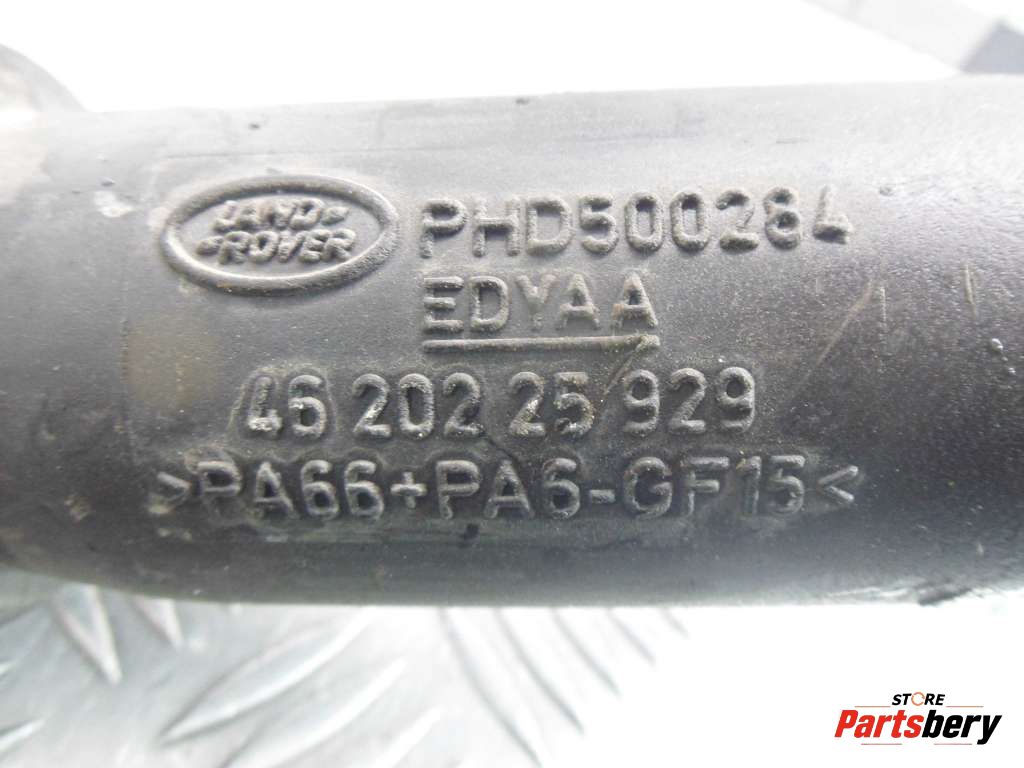 LAND-
-ROVER
PHD500284
EDYAA
46 202 25 929
>PA66+PA6-GF15<
STORE
Partsbery